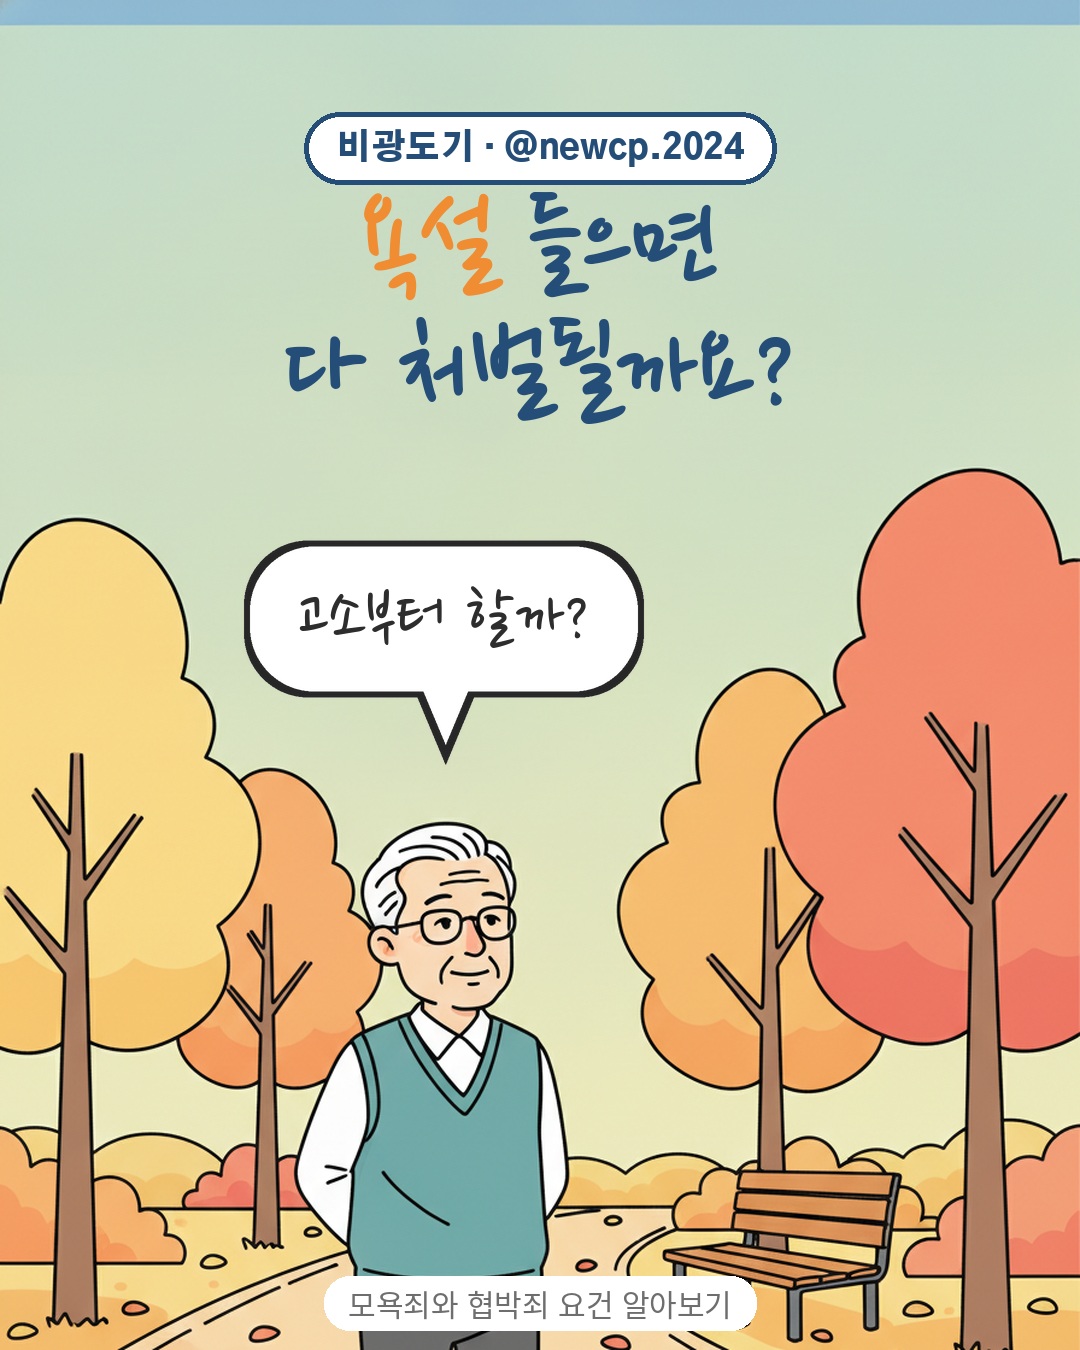 비광도기 · @newcp.2024
욕설 들으면
다 처벌될까요?
고소부터 할까?
모욕죄와 협박죄 요건 알아보기